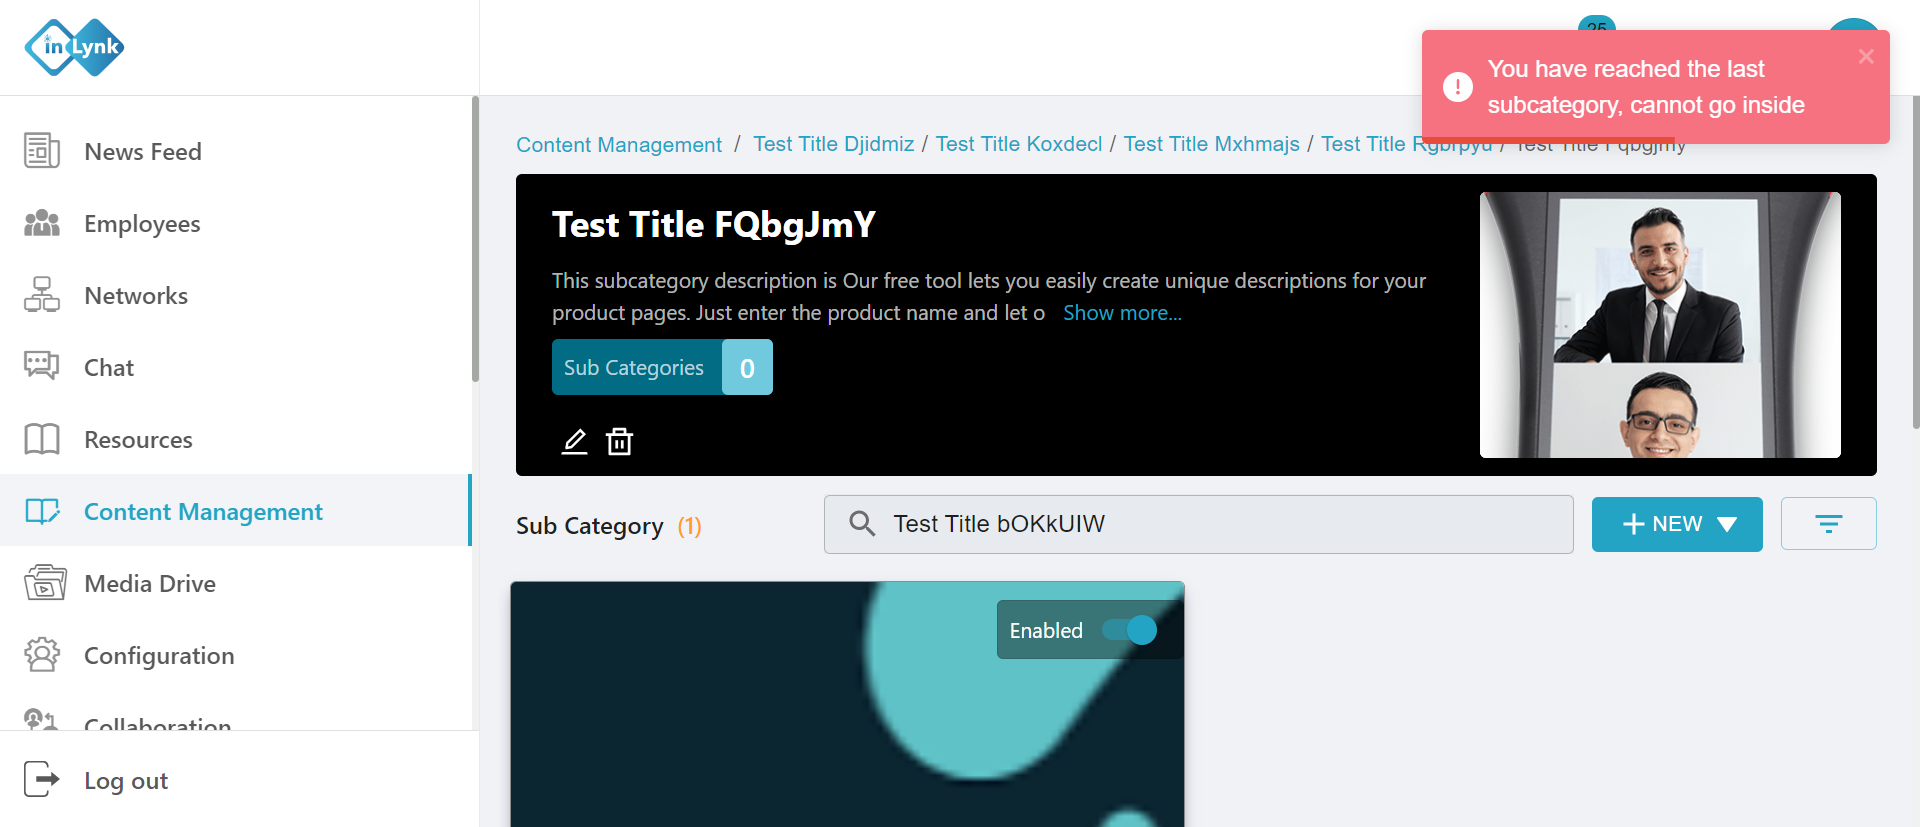 in Lynk
25
You have reached the last
subcategory, cannot go inside
News Feed
Employees
Networks
Chat
Resources
Content Management
Media Drive
Configuration
Collaboration
Log out
Content Management / Test Title Djidmiz / Test Title Koxdecl / Test Title Mxhmajs / Test Title Rgbrpyu / Test Title Fqbgjmy
Test Title FQbgJmY
This subcategory description is Our free tool lets you easily create unique descriptions for your
product pages. Just enter the product name and let o Show more...
Sub Categories 0
Sub Category (1)
Test Title bOKkUIW
NEW
Enabled